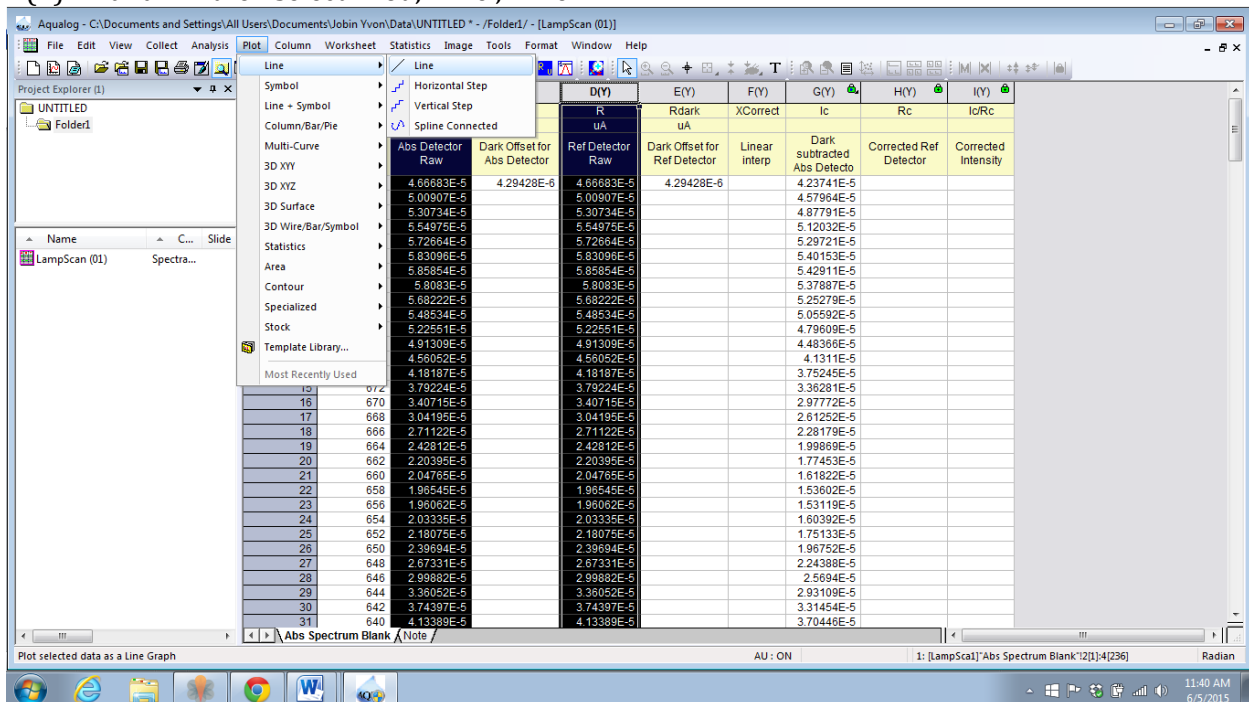 Aqualog - C:\Documents and Settings\All Users\Documents\Jobin Yvon\Data\UNTITLED * - /Folder1/ - [LampScan (01)]
File Edit View Collect Analysis Plot Column Worksheet Statistics Image Tools Format Window Help
Project Explorer (1)
UNTITLED
Folder1
Name C... Slide
LampScan (01) Spectra...
Line
Symbol
Line + Symbol
Column/Bar/Pie
Multi-Curve
3D XYY
3D XYZ
3D Surface
3D Wire/Bar/Symbol
Statistics
Area
Contour
Specialized
Stock
Template Library...
Most Recently Used
Line
Horizontal Step
Vertical Step
Spline Connected
D(Y) E(Y) F(Y) G(Y) H(Y) I(Y)
R Rdark XCorrect Ic Rc Ic/Rc
uA uA
Abs Detector Raw Dark Offset for Abs Detector Ref Detector Raw Dark Offset for Ref Detector Linear interp Dark subtracted Abs Detecto Corrected Ref Detector Corrected Intensity
4.66683E-5 4.29428E-6 4.66683E-5 4.29428E-6 4.23741E-5
5.00907E-5 5.00907E-5 4.57964E-5
5.30734E-5 5.30734E-5 4.87791E-5
5.54975E-5 5.54975E-5 5.12032E-5
5.72664E-5 5.72664E-5 5.29721E-5
5.83096E-5 5.83096E-5 5.40153E-5
5.85854E-5 5.85854E-5 5.42911E-5
5.8083E-5 5.8083E-5 5.37887E-5
5.68222E-5 5.68222E-5 5.25279E-5
5.48534E-5 5.48534E-5 5.05592E-5
5.22551E-5 5.22551E-5 4.79609E-5
4.91309E-5 4.91309E-5 4.48366E-5
4.56052E-5 4.56052E-5 4.1311E-5
4.18187E-5 4.18187E-5 3.75245E-5
15 672 3.79224E-5 3.79224E-5 3.36281E-5
16 670 3.40715E-5 3.40715E-5 2.97772E-5
17 668 3.04195E-5 3.04195E-5 2.61252E-5
18 666 2.71122E-5 2.71122E-5 2.28179E-5
19 664 2.42812E-5 2.42812E-5 1.99869E-5
20 662 2.20395E-5 2.20395E-5 1.77453E-5
21 660 2.04765E-5 2.04765E-5 1.61822E-5
22 658 1.96545E-5 1.96545E-5 1.53602E-5
23 656 1.96062E-5 1.96062E-5 1.53119E-5
24 654 2.03335E-5 2.03335E-5 1.60392E-5
25 652 2.18075E-5 2.18075E-5 1.75133E-5
26 650 2.39694E-5 2.39694E-5 1.96752E-5
27 648 2.67331E-5 2.67331E-5 2.24388E-5
28 646 2.99882E-5 2.99882E-5 2.5694E-5
29 644 3.36052E-5 3.36052E-5 2.93109E-5
30 642 3.74397E-5 3.74397E-5 3.31454E-5
31 640 4.13389E-5 4.13389E-5 3.70446E-5
Abs Spectrum Blank Note
Plot selected data as a Line Graph AU : ON 1: [LampSca1]"Abs Spectrum Blank"!2[1]:4[236] Radian
11:40 AM
6/5/2015